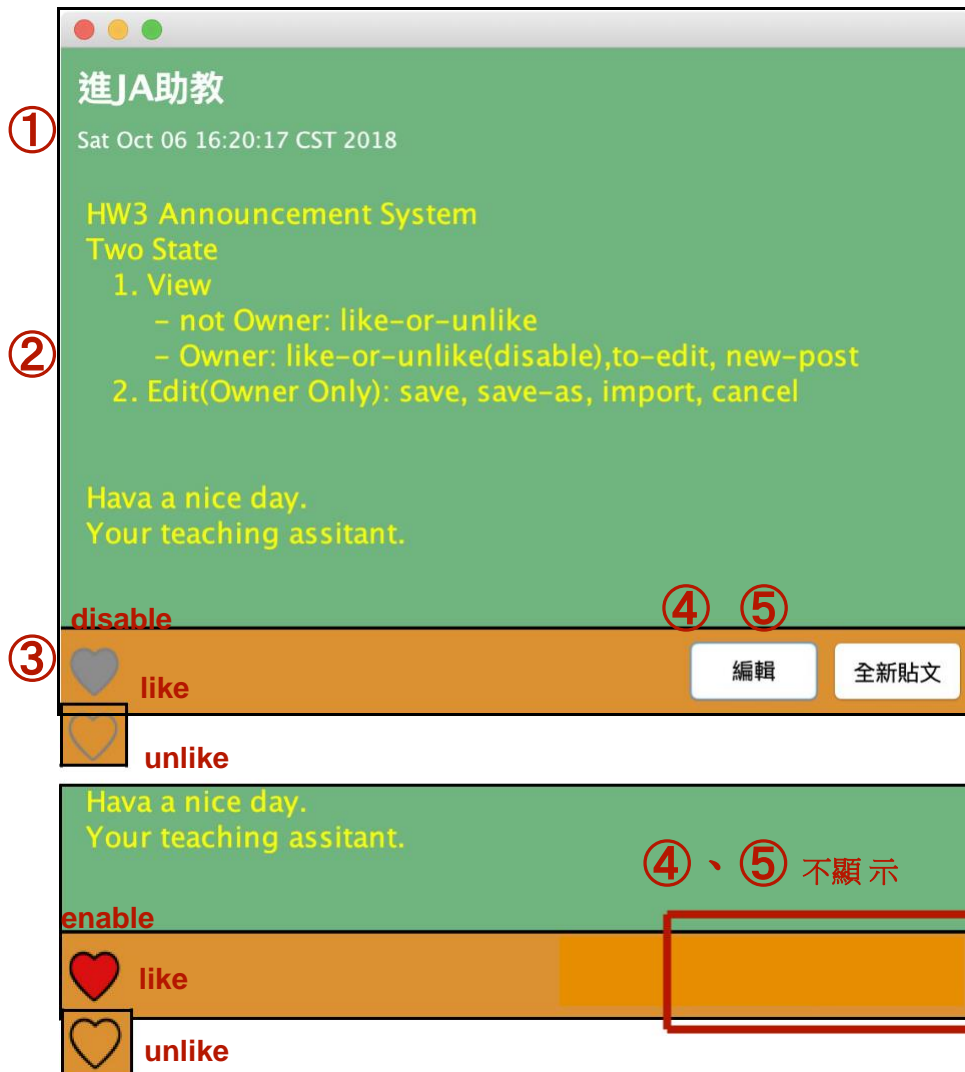 進JA助教
① Sat Oct 06 16:20:17 CST 2018
HW3 Announcement System
Two State
1. View
– not Owner: like–or–unlike
② – Owner: like–or–unlike(disable),to–edit, new–post
2. Edit(Owner Only): save, save–as, import, cancel
Hava a nice day.
Your teaching assitant.
disable ④ ⑤
③ like 編輯 全新貼文
unlike
Hava a nice day.
Your teaching assitant.
④、⑤ 不顯示
enable
like
unlike